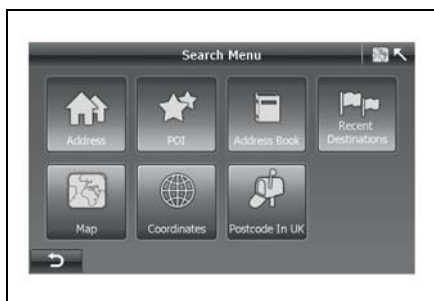 Search Menu
Address
POI
Address Book
Recent
Destinations
Map
Coordinates
Postcode In UK